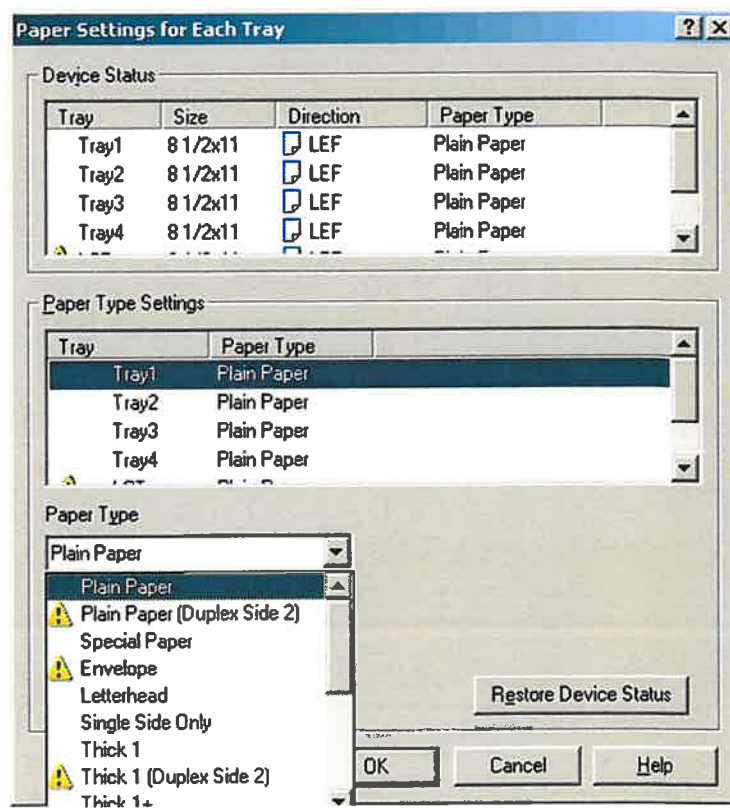 Paper Settings for Each Tray
Device Status
Tray Size Direction Paper Type
Tray1 8 1/2x11 LEF Plain Paper
Tray2 8 1/2x11 LEF Plain Paper
Tray3 8 1/2x11 LEF Plain Paper
Tray4 8 1/2x11 LEF Plain Paper
Paper Type Settings
Tray Paper Type
Tray1 Plain Paper
Tray2 Plain Paper
Tray3 Plain Paper
Tray4 Plain Paper
Paper Type
Plain Paper
Plain Paper
Plain Paper (Duplex Side 2)
Special Paper
Envelope
Letterhead
Single Side Only
Thick 1
Thick 1 (Duplex Side 2)
Thick 1+
Restore Device Status
OK Cancel Help